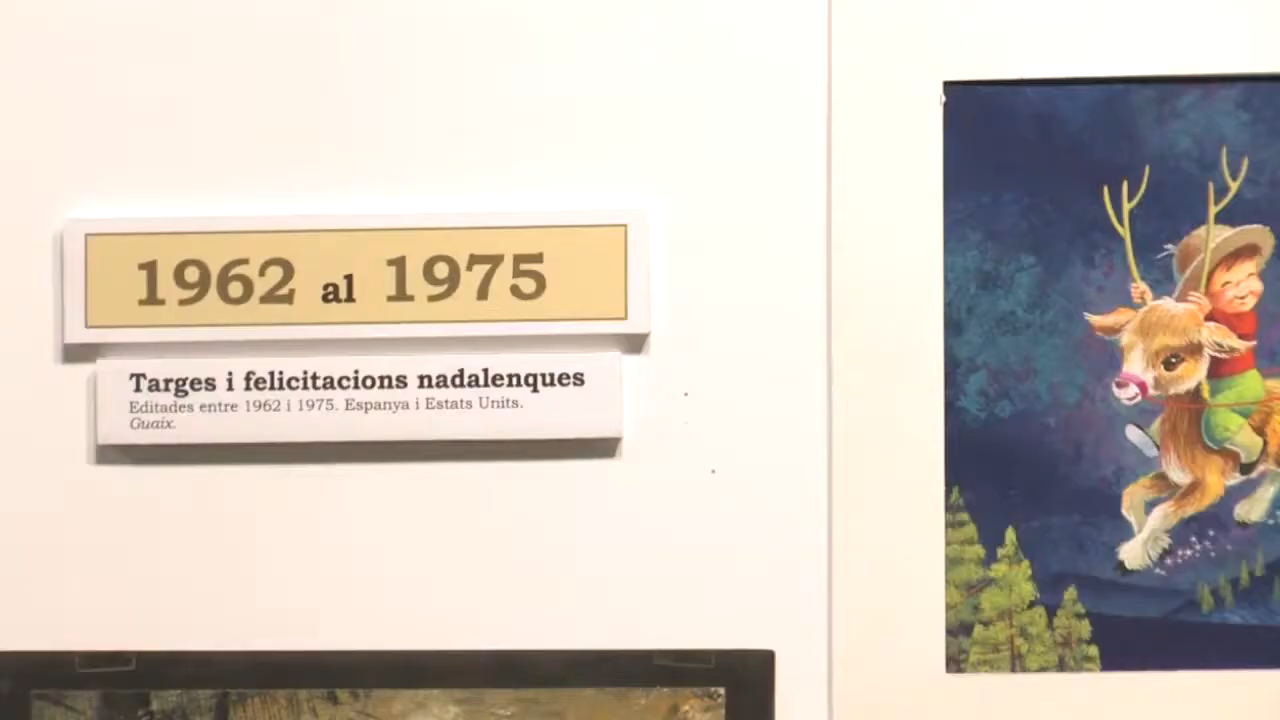 1962 al 1975
Targes i felicitacions nadalenques
Editades entre 1962 i 1975. Espanya i Estats Units.
Guaix.